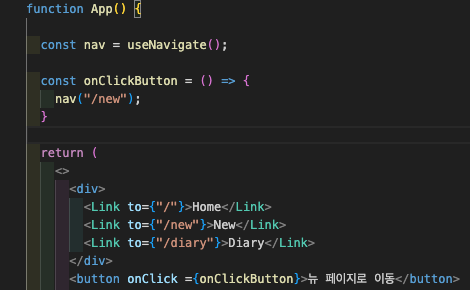 function App() {
const nav = useNavigate();
const onClickButton = () => {
nav("/new");
}
return (
<>
<div>
<Link to={"/"}>Home</Link>
<Link to={"/new"}>New</Link>
<Link to={"/diary"}>Diary</Link>
</div>
<button onClick ={onClickButton}>뉴 페이지로 이동</button>